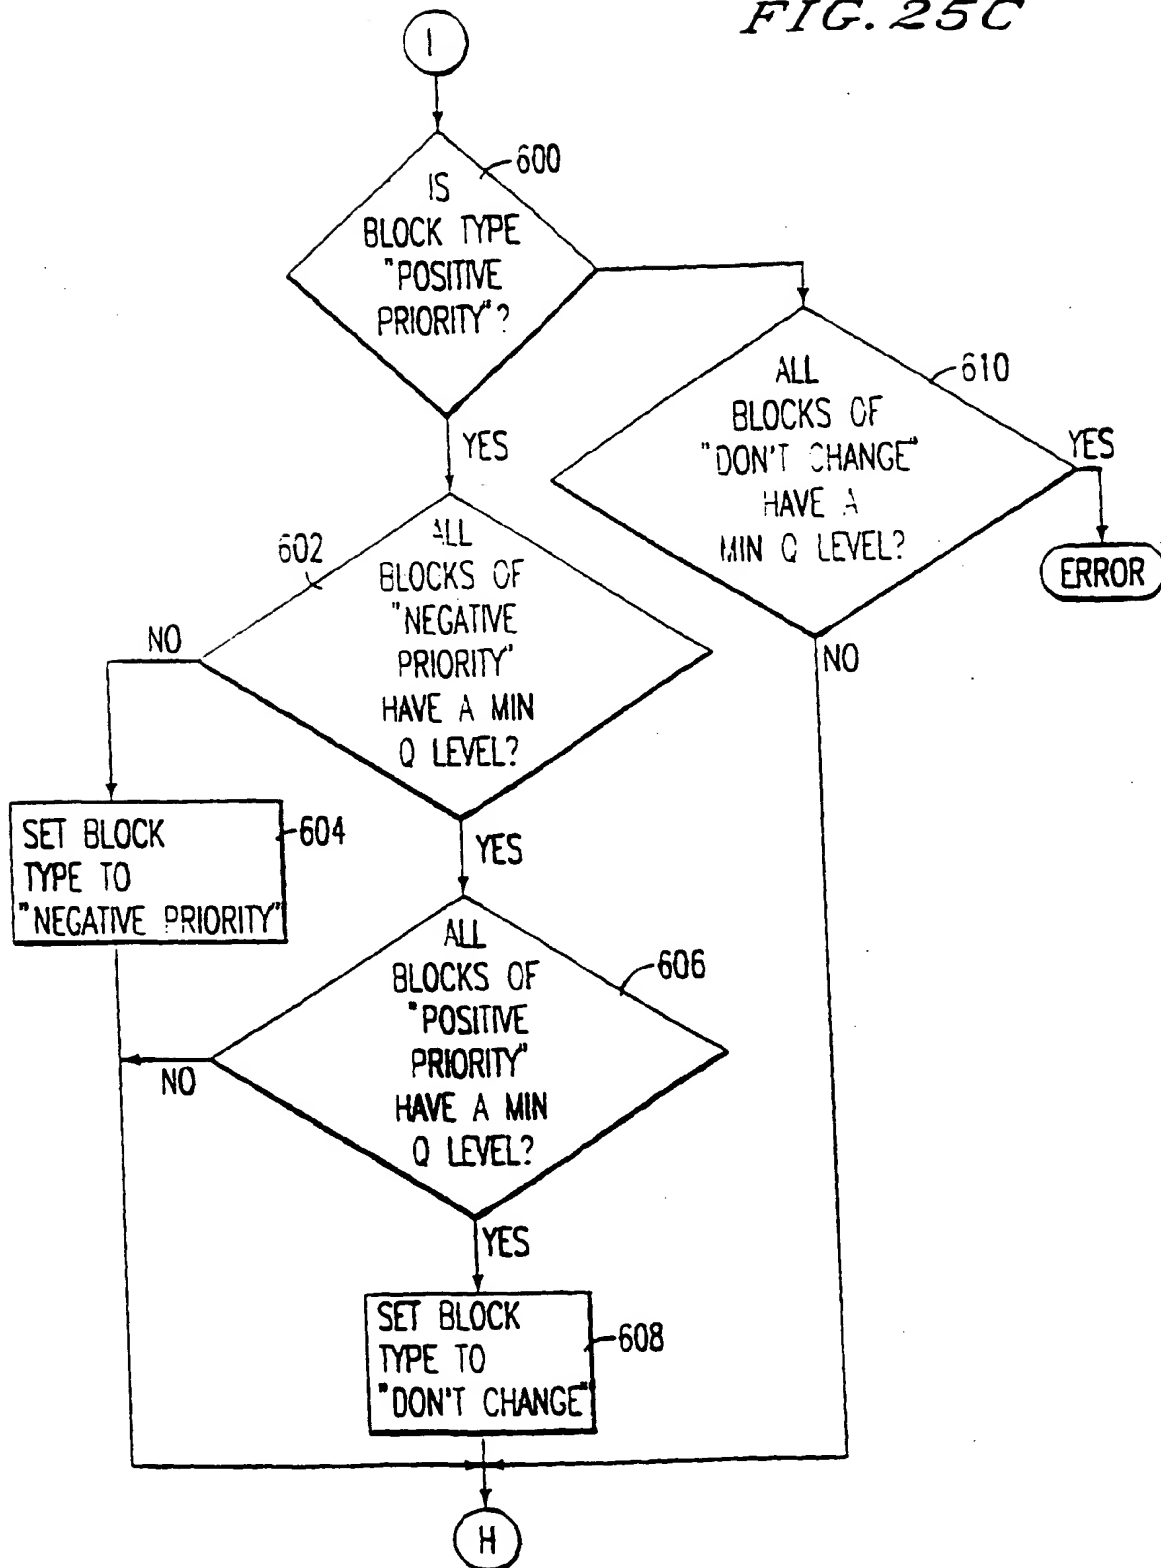 FIG. 25C
I
600
IS
BLOCK TYPE
"POSITIVE
PRIORITY"?
YES
610
ALL
BLOCKS OF
"DON'T CHANGE"
HAVE A
MIN Q LEVEL?
YES
ERROR
NO
602
ALL
BLOCKS OF
"NEGATIVE
PRIORITY"
HAVE A MIN
Q LEVEL?
NO
YES
604
SET BLOCK
TYPE TO
"NEGATIVE PRIORITY"
606
ALL
BLOCKS OF
"POSITIVE
PRIORITY"
HAVE A MIN
Q LEVEL?
NO
YES
608
SET BLOCK
TYPE TO
"DON'T CHANGE"
H